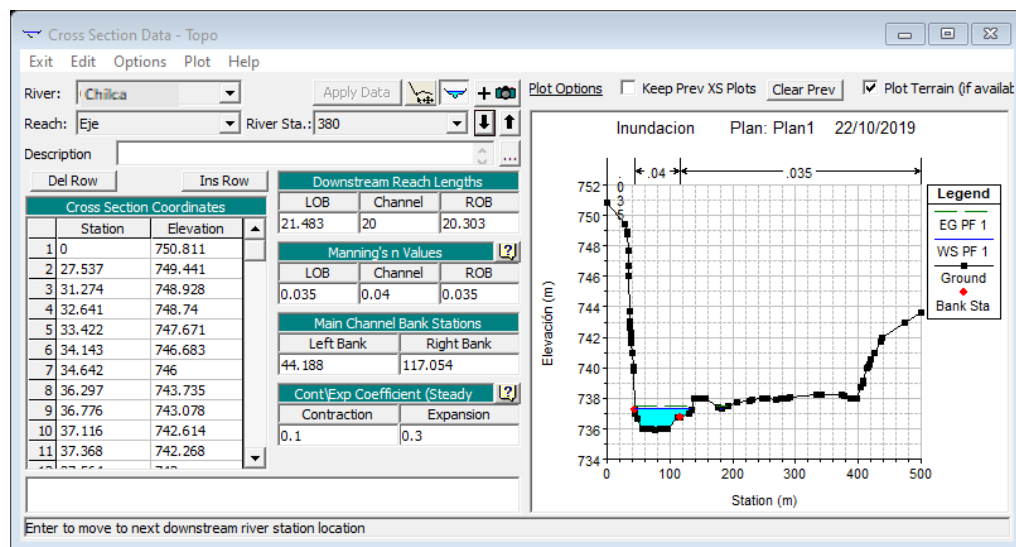 Cross Section Data - Topo
Exit Edit Options Plot Help
River: Chilca
Apply Data
Reach: Eje
River Sta.: 380
Description
...
Del Row Ins Row
Cross Section Coordinates
Station Elevation
1 0 750.811
2 27.537 749.441
3 31.274 748.928
4 32.641 748.74
5 33.422 747.671
6 34.143 746.683
7 34.642 746
8 36.297 743.735
9 36.776 743.078
10 37.116 742.614
11 37.368 742.268
Downstream Reach Lengths
LOB Channel ROB
21.483 20 20.303
Manning's n Values
LOB Channel ROB
0.035 0.04 0.035
Main Channel Bank Stations
Left Bank Right Bank
44.188 117.054
Cont\Exp Coefficient (Steady
Contraction Expansion
0.1 0.3
Plot Options Keep Prev XS Plots Clear Prev Plot Terrain (if availab
Inundacion Plan: Plan1 22/10/2019
.035 .04 .035
752
750
748
746
744
742
740
738
736
734
0 100 200 300 400 500
Elevación (m)
Station (m)
Legend
EG PF 1
WS PF 1
Ground
Bank Sta
Enter to move to next downstream river station location